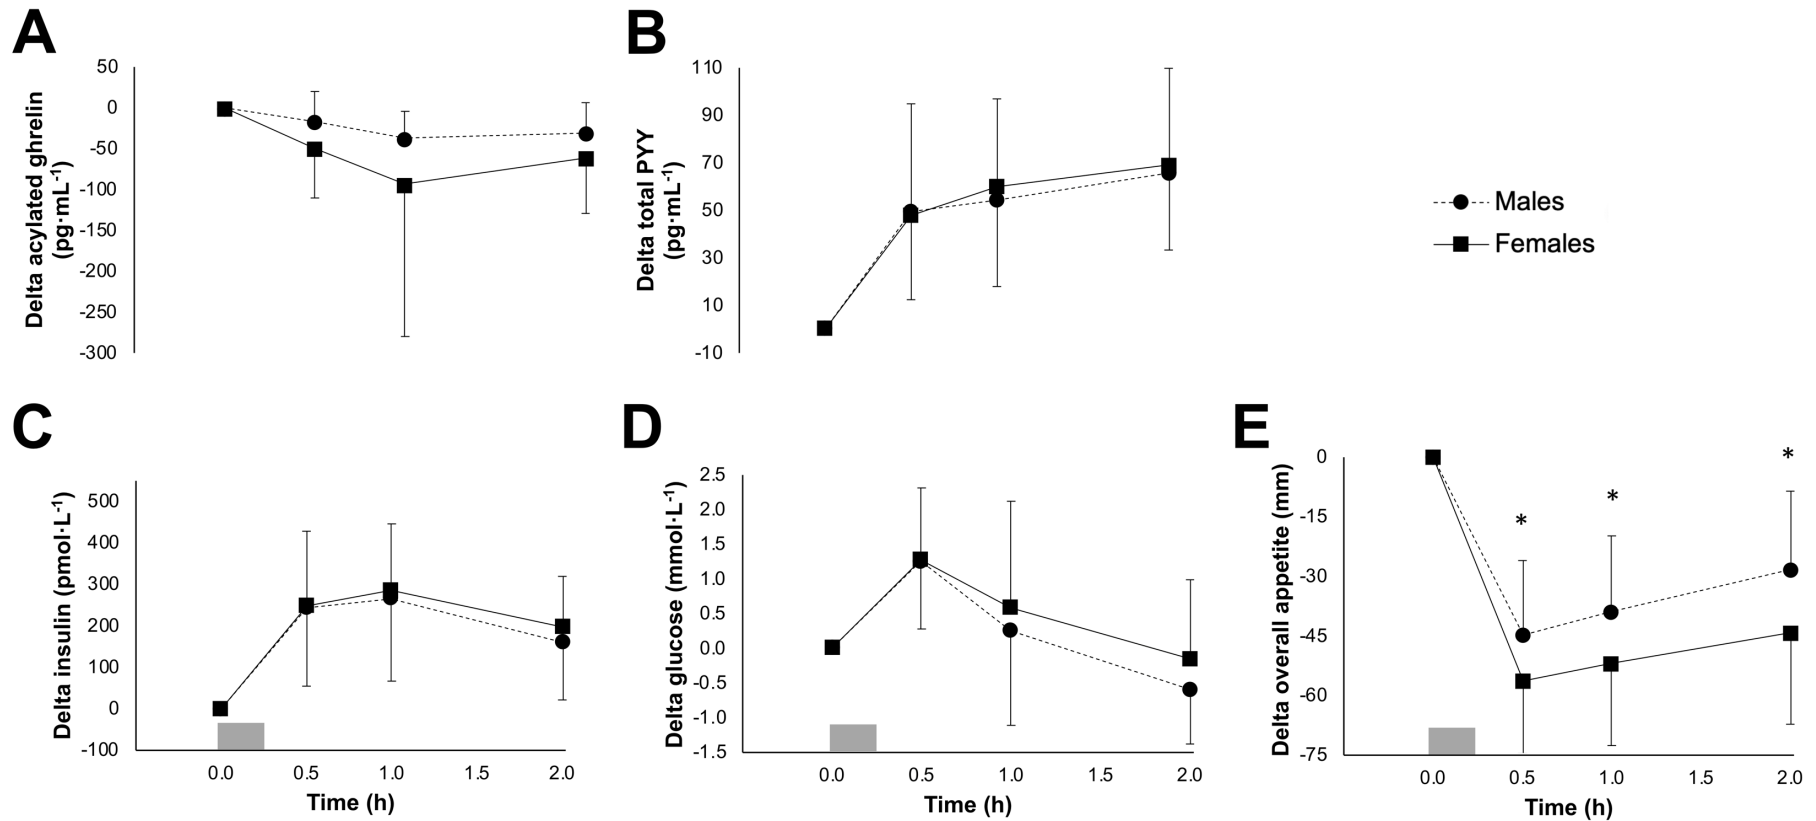 A
Delta acylated ghrelin
(pg·mL-1)
50
0
-50
-100
-150
-200
-250
-300
B
Delta total PYY
(pg·mL-1)
110
90
70
50
30
10
-10
Males
Females
C
Delta insulin (pmol·L-1)
500
400
300
200
100
0
-100
0.0 0.5 1.0 1.5 2.0
Time (h)
D
Delta glucose (mmol·L-1)
2.5
2.0
1.5
1.0
0.5
0.0
-0.5
-1.0
-1.5
0.0 0.5 1.0 1.5 2.0
Time (h)
E
Delta overall appetite (mm)
0
-15
-30
-45
-60
-75
* * *
0.0 0.5 1.0 1.5 2.0
Time (h)